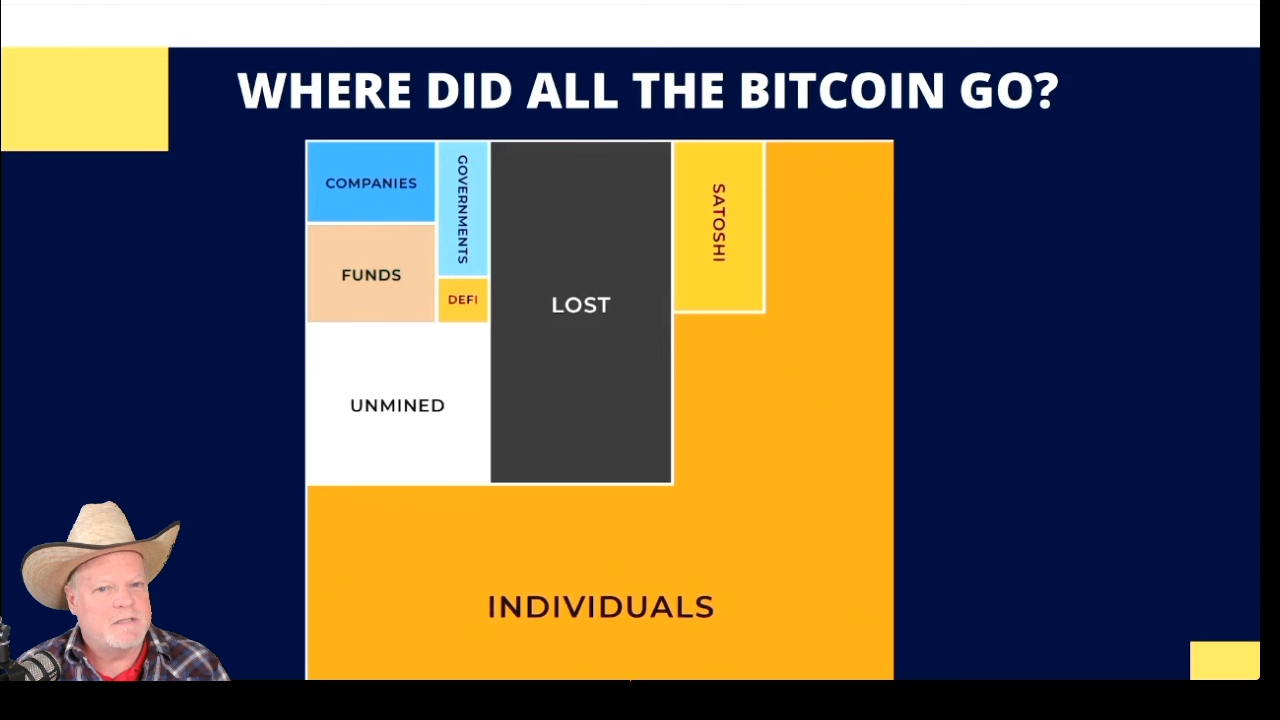 WHERE DID ALL THE BITCOIN GO?
COMPANIES
GOVERNMENTS
FUNDS
DEFI
UNMINED
LOST
SATOSHI
INDIVIDUALS